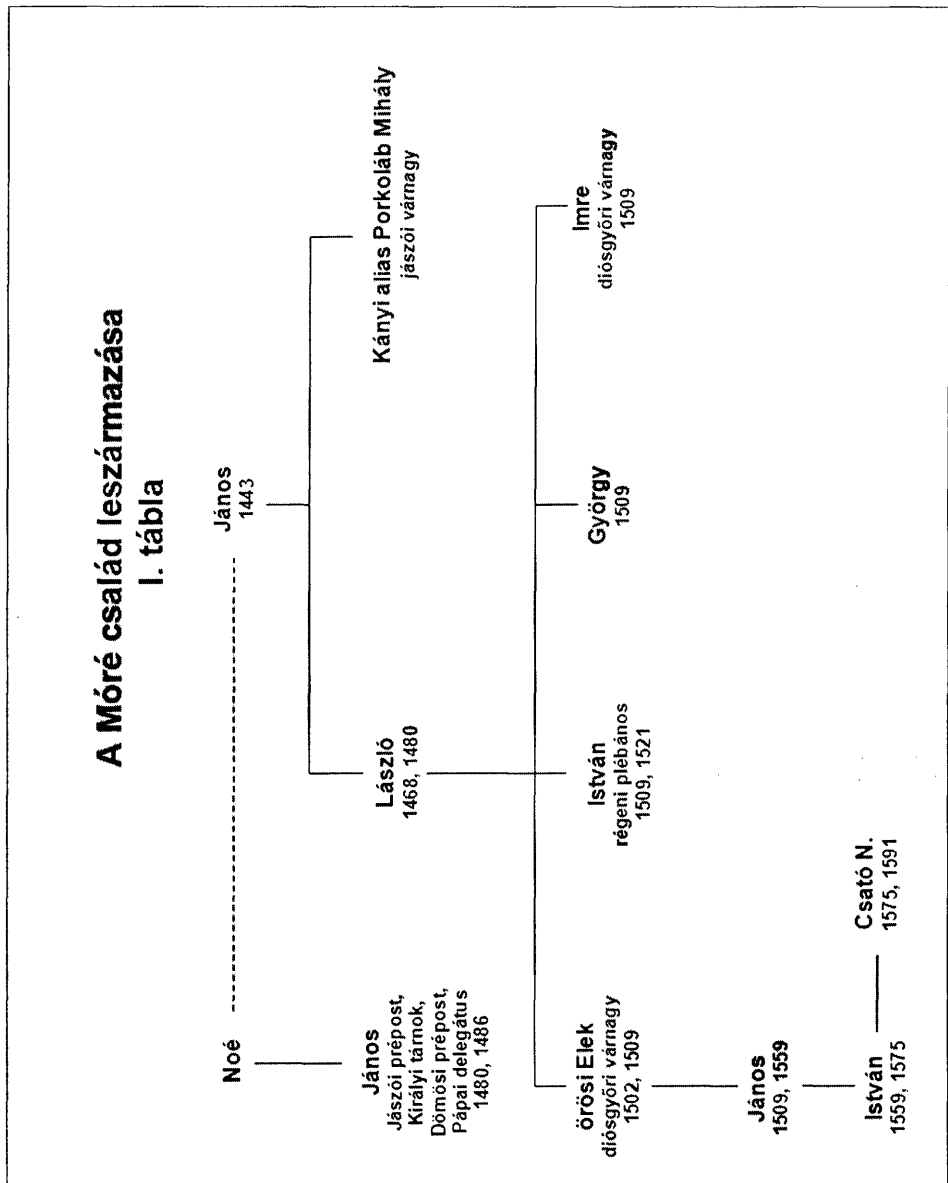 A Móré család leszármazása
I. tábla
Noé
János
1443
János
Jászói prépost,
Királyi tárnok,
Dömösi prépost,
Pápai delegátus
1480, 1486
László
1468, 1480
Kányi alias Porkoláb Mihály
jászói várnagy
örösi Elek
diósgyőri várnagy
1502, 1509
István
régeni plébános
1509, 1521
György
1509
Imre
diósgyőri várnagy
1509
János
1509, 1559
István
1559, 1575
Csató N.
1575, 1591